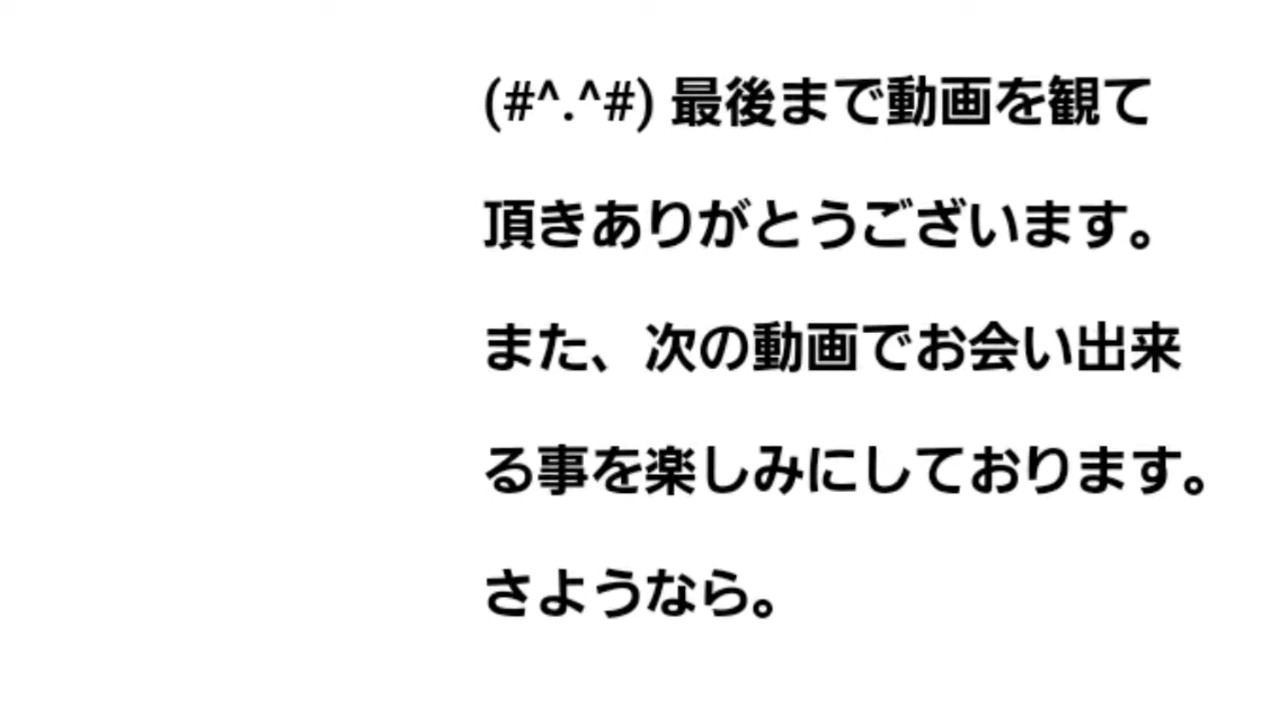 (#^.^#) 最後まで動画を観て
頂きありがとうございます。
また、次の動画でお会い出来
る事を楽しみにしております。
さようなら。